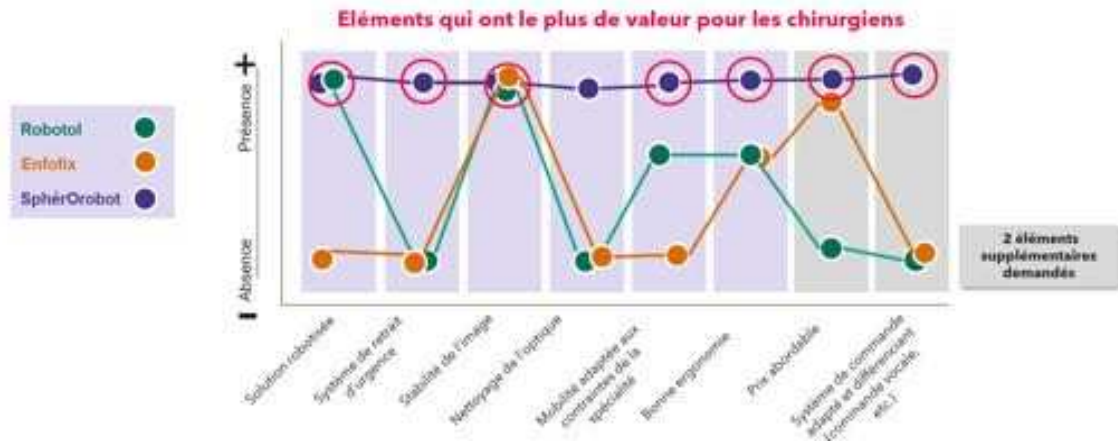 Eléments qui ont le plus de valeur pour les chirurgiens
+
Présence
Absence
-
Robotol
Enfofix
SphérOrobot
2 éléments
supplémentaires
demandés
Solution robotisée
Système de retrait
d'urgence
Stabilité de l'image
Nettoyage de l'optique
Mobilité adaptée aux
contraintes de la
spécialité
Bonne ergonomie
Prix abordable
Système de commande
adapté et différenciant
(commande vocale,
etc.)